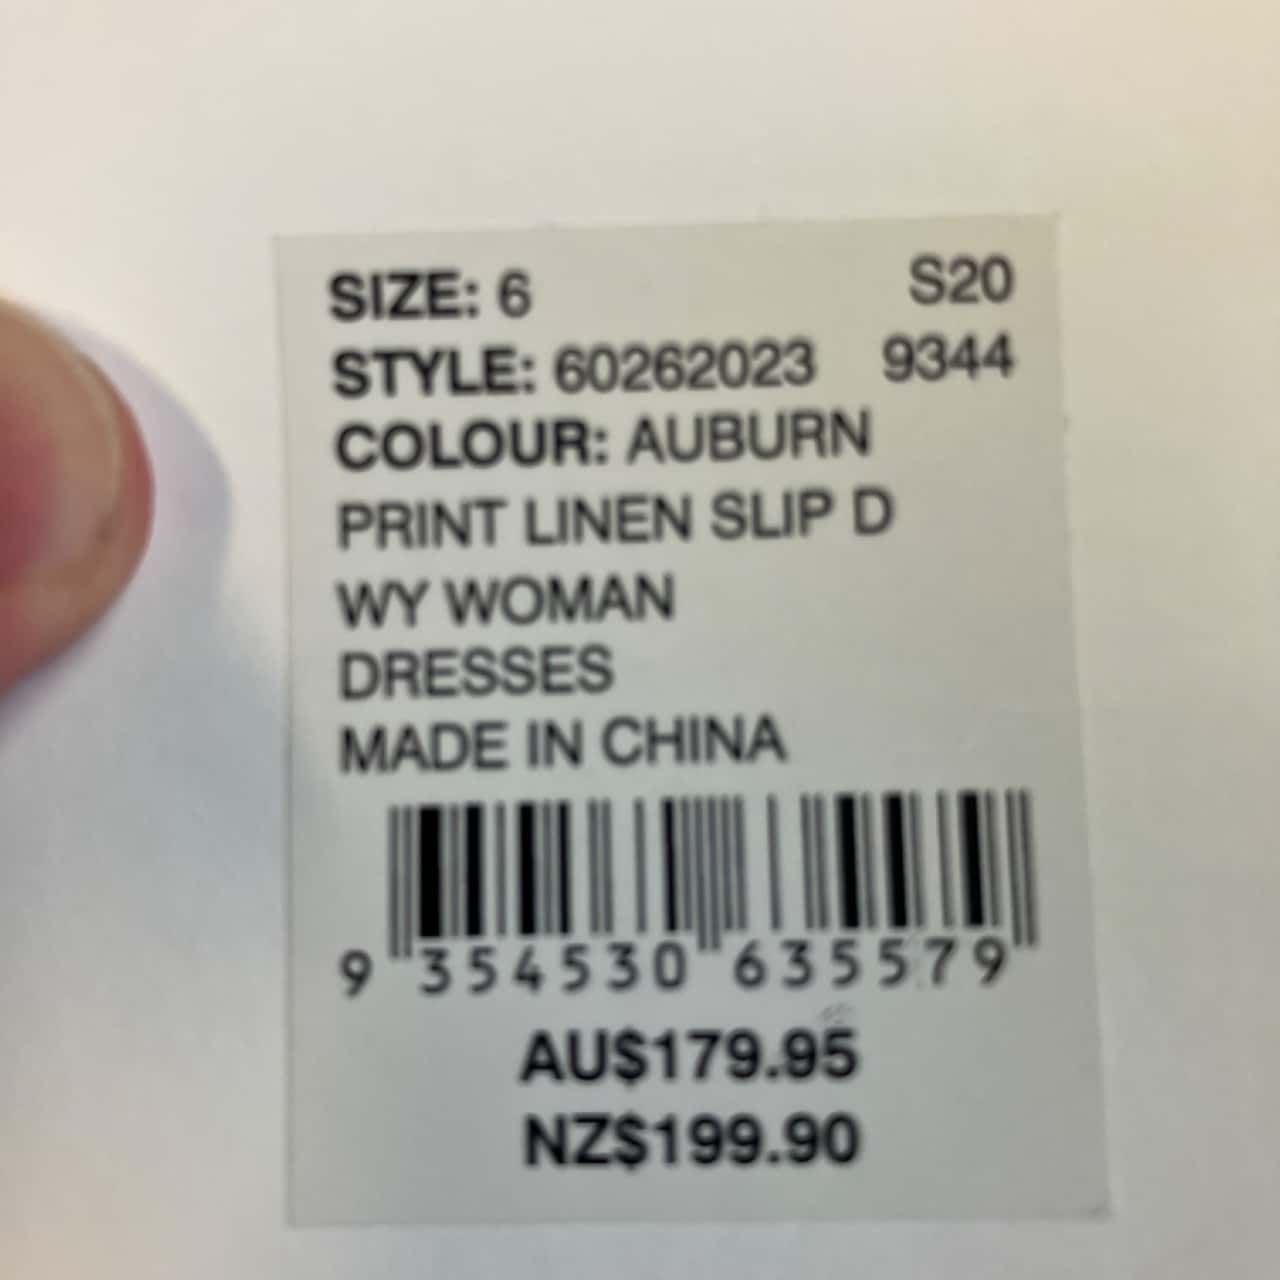 SIZE: 6 S20
STYLE: 60262023 9344
COLOUR: AUBURN
PRINT LINEN SLIP D
WY WOMAN
DRESSES
MADE IN CHINA
9 354530 635579
AU$179.95
NZ$199.90